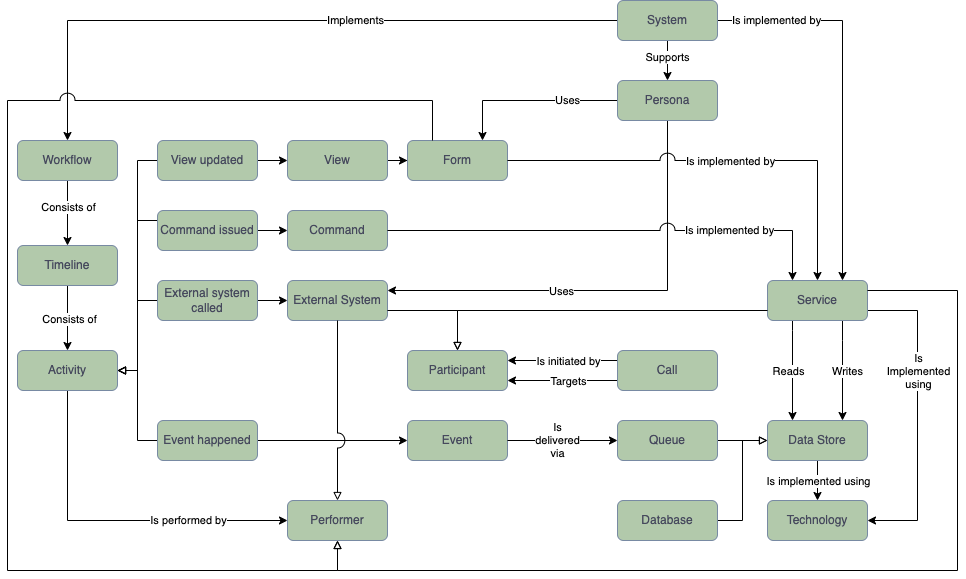 System
Implements
Is implemented by
Supports
Persona
Uses
Workflow
View updated
View
Form
Is implemented by
Consists of
Command issued
Command
Is implemented by
Timeline
External system
called
External System
Uses
Service
Consists of
Activity
Participant
Is initiated by
Targets
Call
Reads
Writes
Is
Implemented
using
Event happened
Event
Is
delivered
via
Queue
Data Store
Is implemented using
Is performed by
Performer
Database
Technology